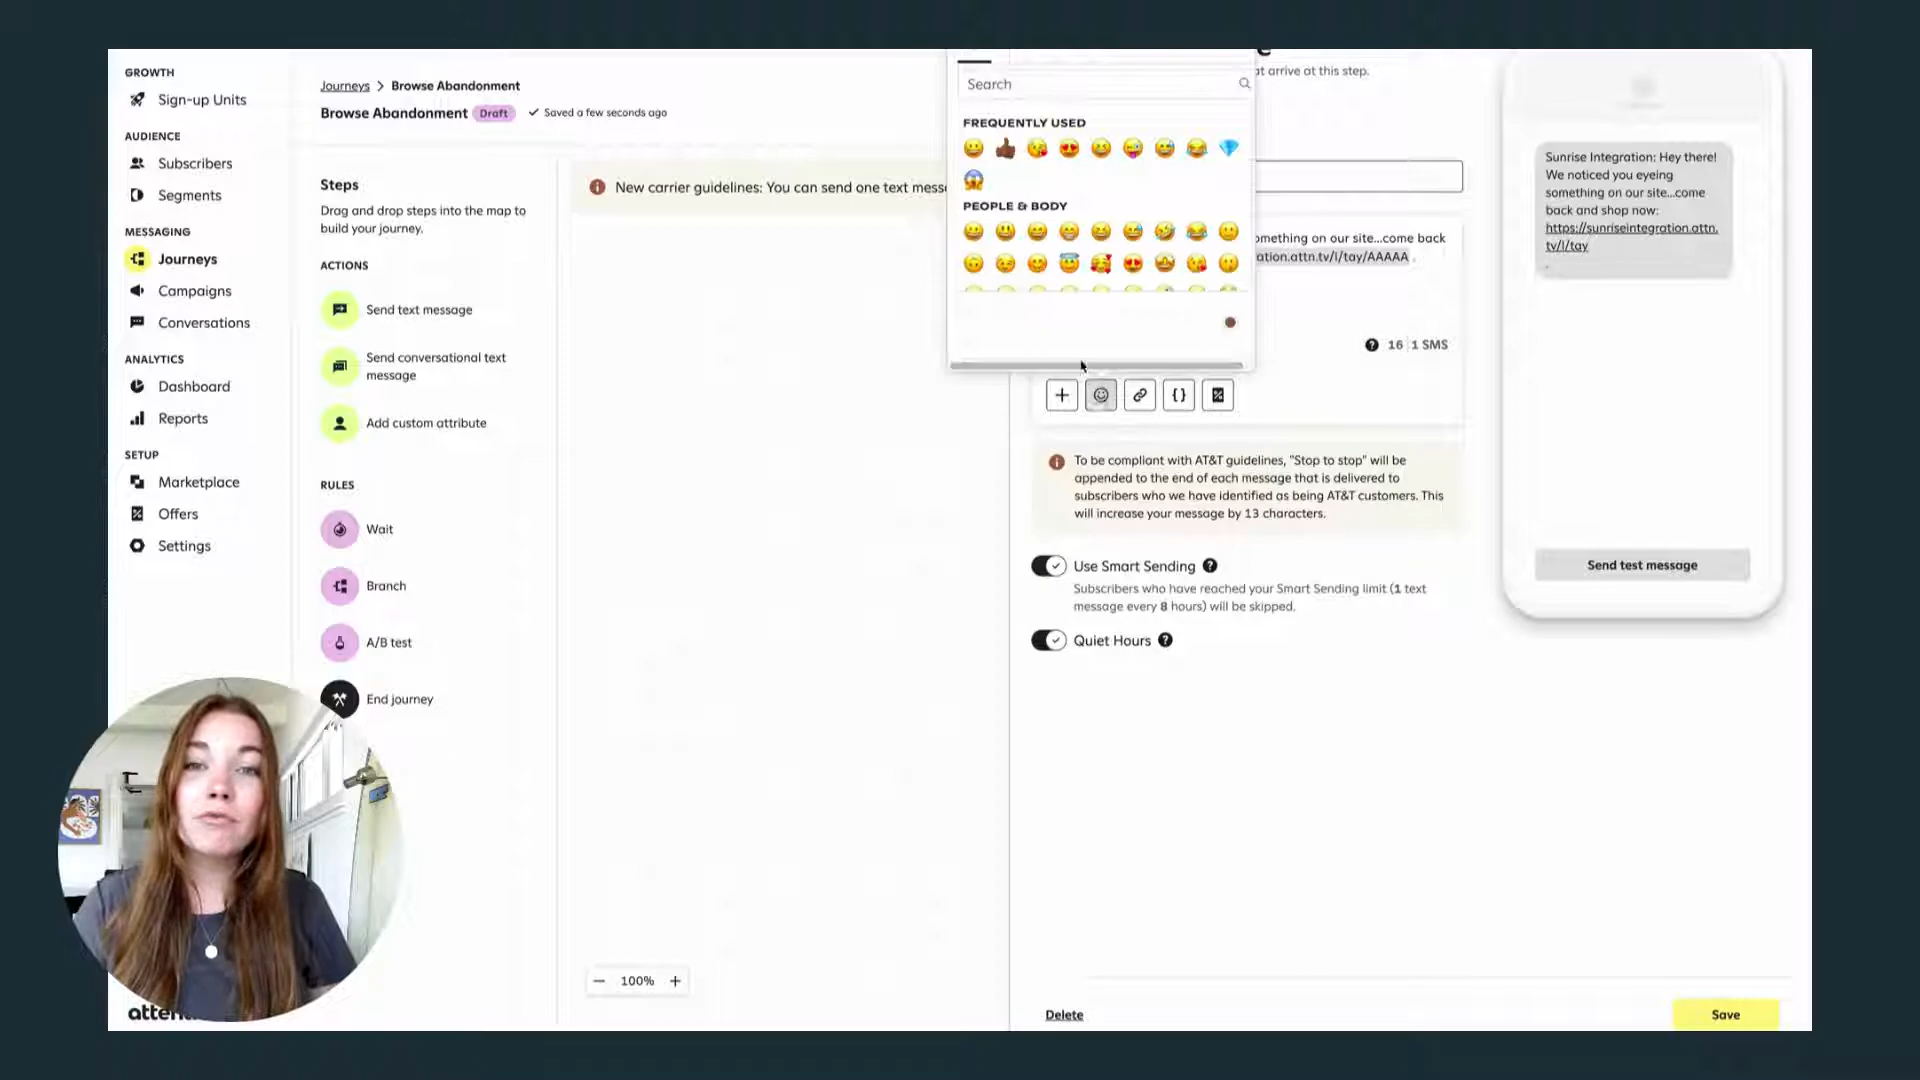 GROWTH
Sign-up Units
AUDIENCE
Subscribers
Segments
MESSAGING
Journeys
Campaigns
Conversations
ANALYTICS
Dashboard
Reports
SETUP
Marketplace
Offers
Settings
Journeys > Browse Abandonment
Browse Abandonment Draft ✓ Saved a few seconds ago
Steps
Drag and drop steps into the map to
build your journey.
ACTIONS
Send text message
Send conversational text
message
Add custom attribute
RULES
Wait
Branch
A/B test
End journey
New carrier guidelines: You can send one text
− 100% +
Search
FREQUENTLY USED
PEOPLE & BODY
at arrive at this step.
omething on our site...come back
ation.attn.tv/l/tay/AAAAA .
16 | 1 SMS
To be compliant with AT&T guidelines, "Stop to stop" will be
appended to the end of each message that is delivered to
subscribers who we have identified as being AT&T customers. This
will increase your message by 13 characters.
Use Smart Sending
Subscribers who have reached your Smart Sending limit (1 text
message every 8 hours) will be skipped.
Quiet Hours
Delete
Save
Sunrise Integration: Hey there!
We noticed you eyeing
something on our site...come
back and shop now:
https://sunriseintegration.attn.
tv/l/tay
.
Send test message